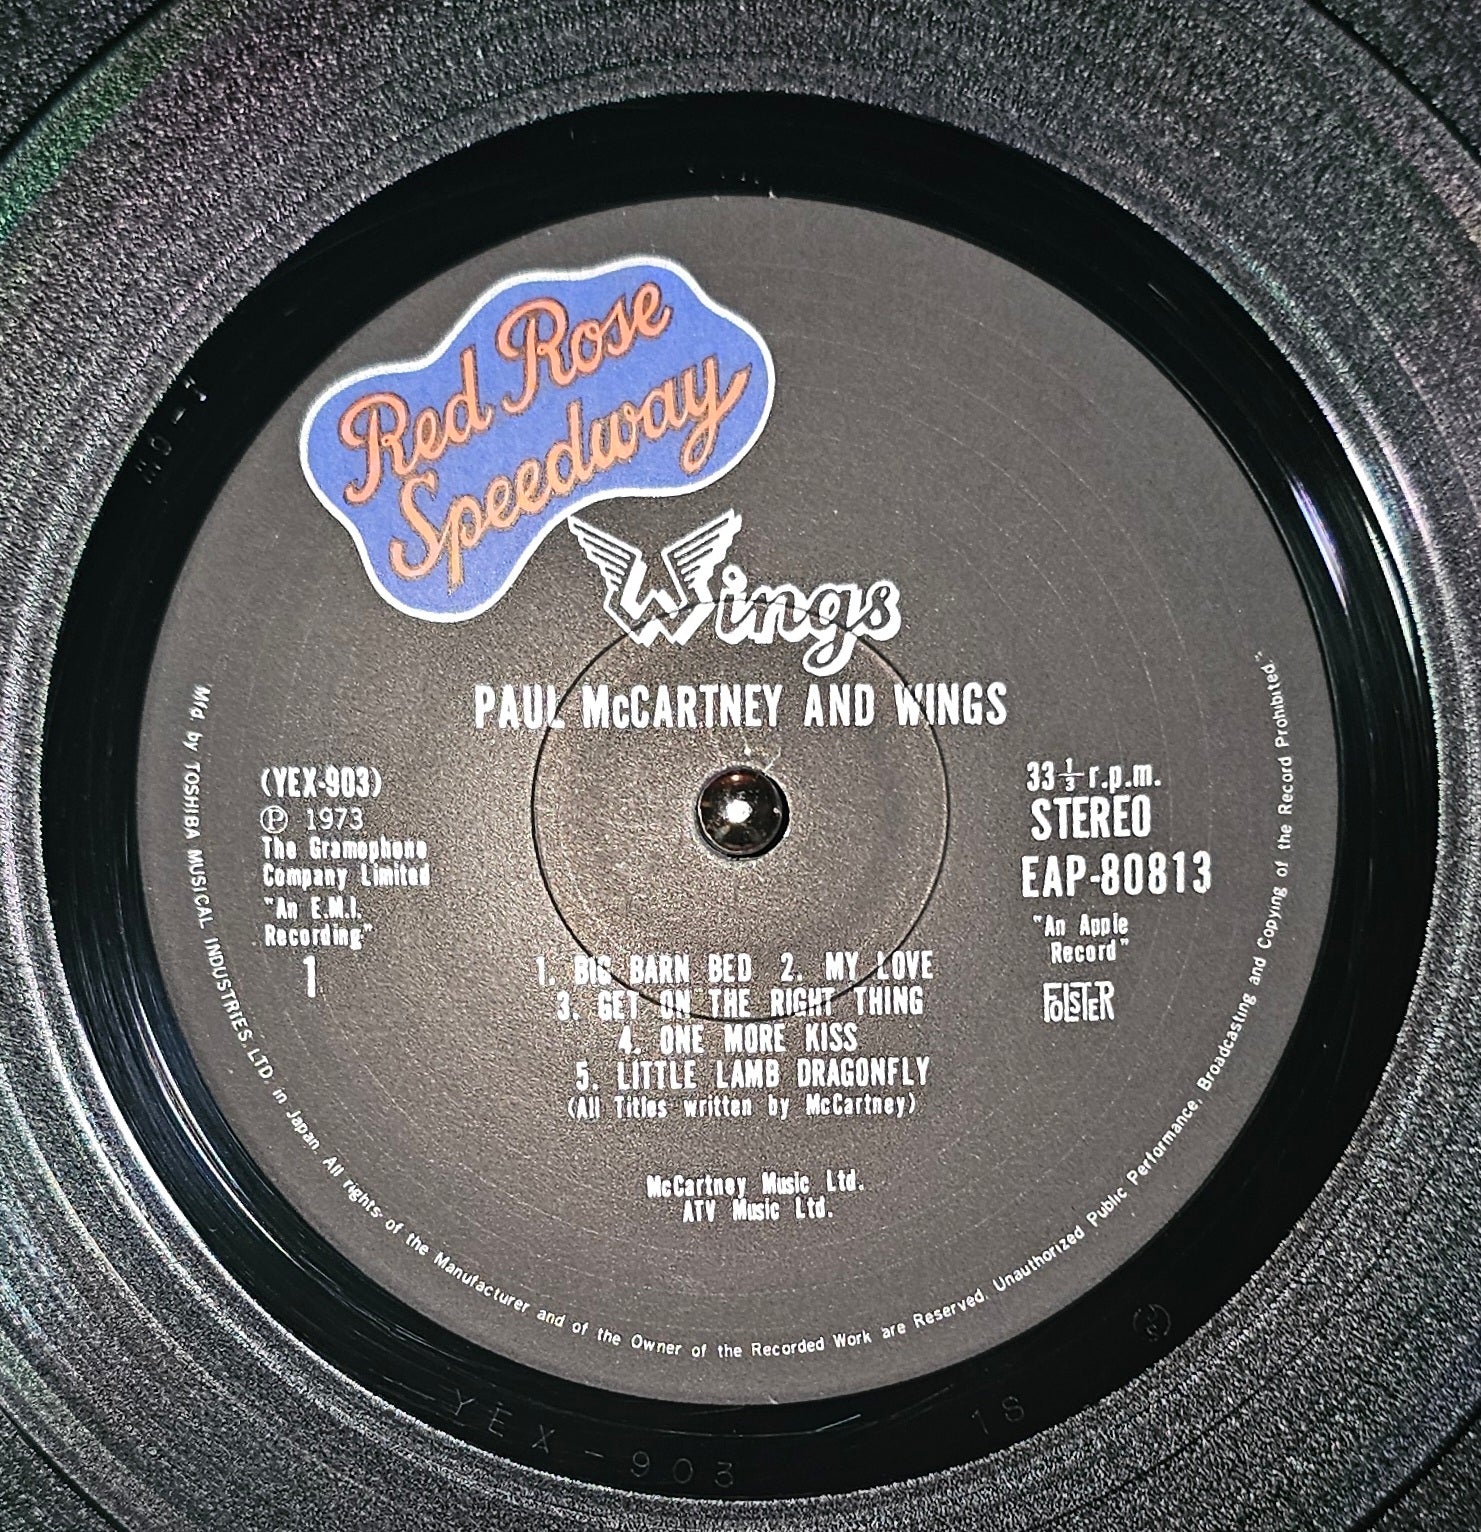 Red Rose
Speedway
Wings
PAUL McCARTNEY AND WINGS
(YEX-903)
Ⓟ 1973
The Gramophone
Company Limited
"An E.M.I.
Recording"
1
33 1/3 r.p.m.
STEREO
EAP-80813
"An Apple
Record"
FOLSTER
1. BIG BARN BED 2. MY LOVE
3. GET ON THE RIGHT THING
4. ONE MORE KISS
5. LITTLE LAMB DRAGONFLY
(All Titles written by McCartney)
McCartney Music Ltd.
ATV Music Ltd.
Mfd by TOSHIBA MUSICAL INDUSTRIES, LTD. in Japan. All rights of the Manufacturer and of the Owner of the Recorded Work are Reserved. Unauthorized Public Performance, Broadcasting and Copying of the Record Prohibited."
YEX-903 1S